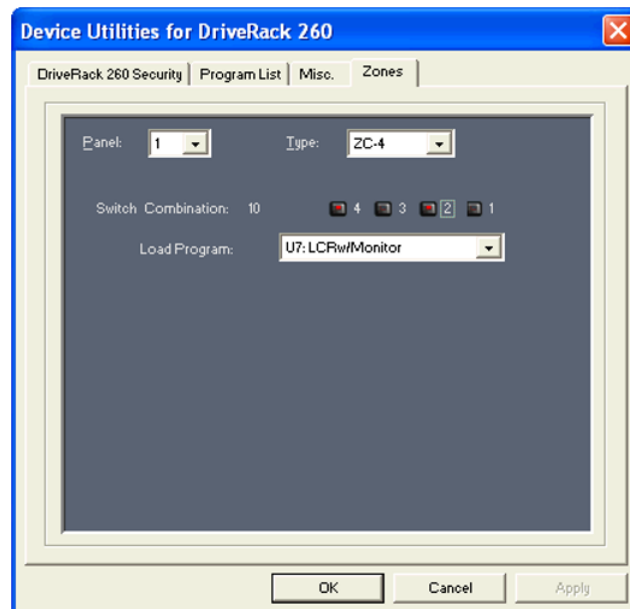 Device Utilities for DriveRack 260
DriveRack 260 Security Program List Misc. Zones
Panel: 1 Type: ZC-4
Switch Combination: 10 4 3 2 1
Load Program: U7: LCRw/Monitor
OK Cancel Apply